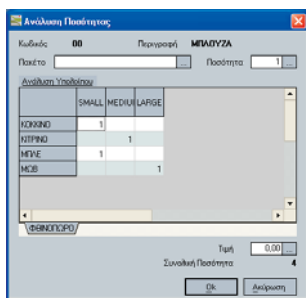 Ανάλυση Ποσότητας
Κωδικός 00 Περιγραφή ΜΠΛΟΥΖΑ
Πακέτο ... Ποσότητα 1 ...
Ανάλυση Υπολοίπου
SMALL MEDIUI LARGE
ΚΟΚΚΙΝΟ 1
ΚΙΤΡΙΝΟ 1
ΜΠΛΕ 1
ΜΩΒ 1
ΦΘΙΝΟΠΩΡΟ
Τιμή 0,00 ...
Συνολική Ποσότητα 4
Ok Ακύρωση